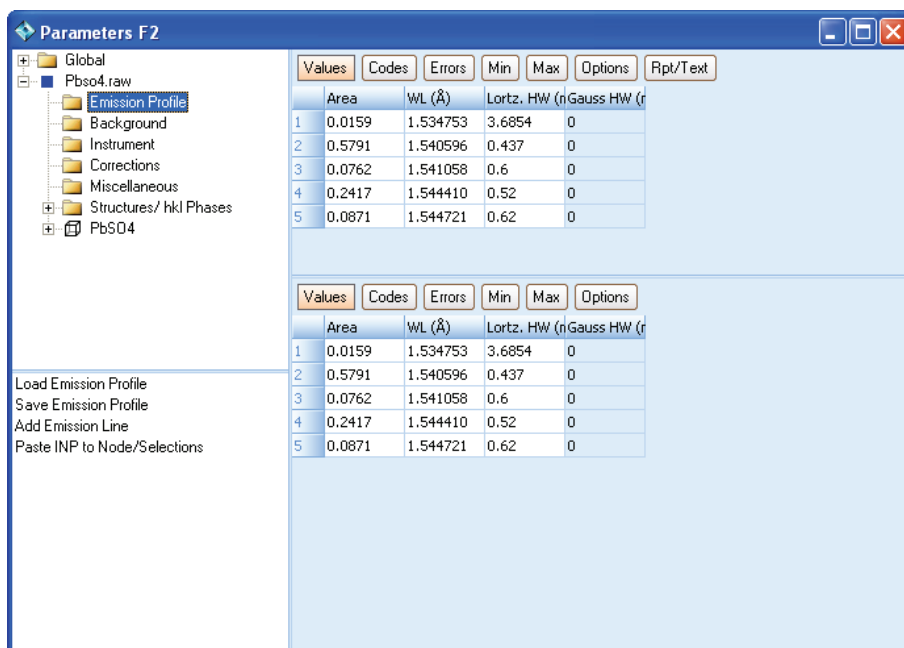 Parameters F2
Global
Pbso4.raw
Emission Profile
Background
Instrument
Corrections
Miscellaneous
Structures/ hkl Phases
PbSO4
Load Emission Profile
Save Emission Profile
Add Emission Line
Paste INP to Node/Selections
Values Codes Errors Min Max Options Rpt/Text
Area WL (Å) Lortz. HW (n Gauss HW (r
1 0.0159 1.534753 3.6854 0
2 0.5791 1.540596 0.437 0
3 0.0762 1.541058 0.6 0
4 0.2417 1.544410 0.52 0
5 0.0871 1.544721 0.62 0
Values Codes Errors Min Max Options
Area WL (Å) Lortz. HW (n Gauss HW (r
1 0.0159 1.534753 3.6854 0
2 0.5791 1.540596 0.437 0
3 0.0762 1.541058 0.6 0
4 0.2417 1.544410 0.52 0
5 0.0871 1.544721 0.62 0